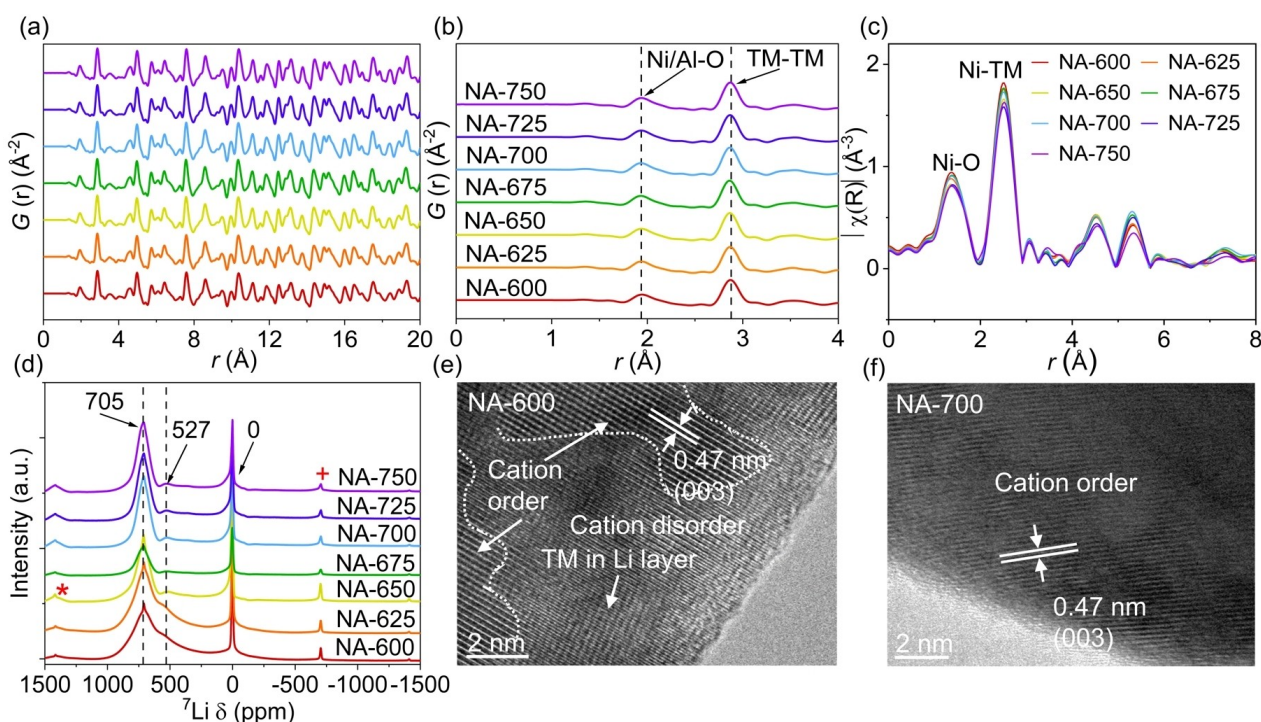 (a)
G (r) (Å-2)
0 4 8 12 16 20
r (Å)
(b)
Ni/Al-O
TM-TM
NA-750
NA-725
NA-700
NA-675
NA-650
NA-625
NA-600
G (r) (Å-2)
0 1 2 3 4
r (Å)
(c)
Ni-TM
Ni-O
NA-600 NA-625
NA-650 NA-675
NA-700 NA-725
NA-750
|χ(R)| (Å-3)
2
1
0
0 2 4 6 8
r (Å)
(d)
705
527
0
+
NA-750
NA-725
NA-700
NA-675
NA-650
*
NA-625
NA-600
Intensity (a.u.)
1500 1000 500 0 -500 -1000 -1500
7Li δ (ppm)
(e)
NA-600
Cation
order
0.47 nm
(003)
Cation disorder
TM in Li layer
2 nm
(f)
NA-700
Cation order
0.47 nm
(003)
2 nm